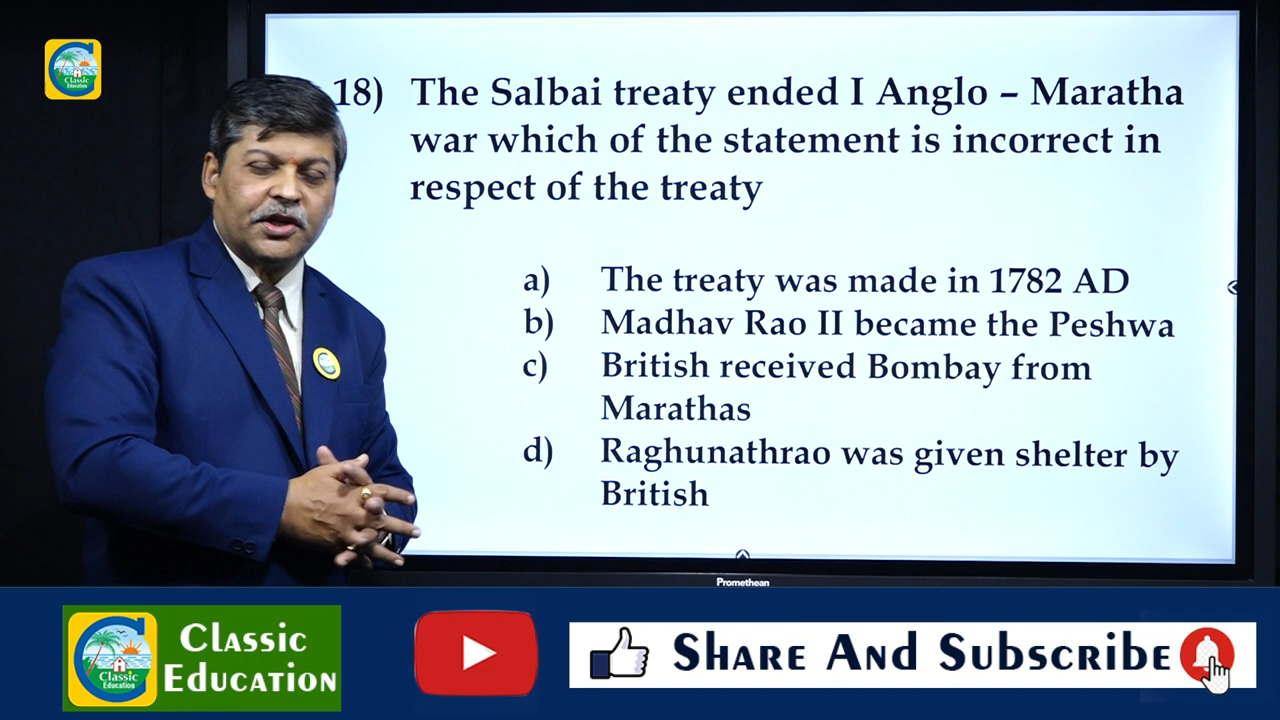 Classic
Education
18) The Salbai treaty ended I Anglo – Maratha
war which of the statement is incorrect in
respect of the treaty
a) The treaty was made in 1782 AD
b) Madhav Rao II became the Peshwa
c) British received Bombay from
Marathas
d) Raghunathrao was given shelter by
British
Promethean
Classic
Education
Classic
Education
Share And Subscribe